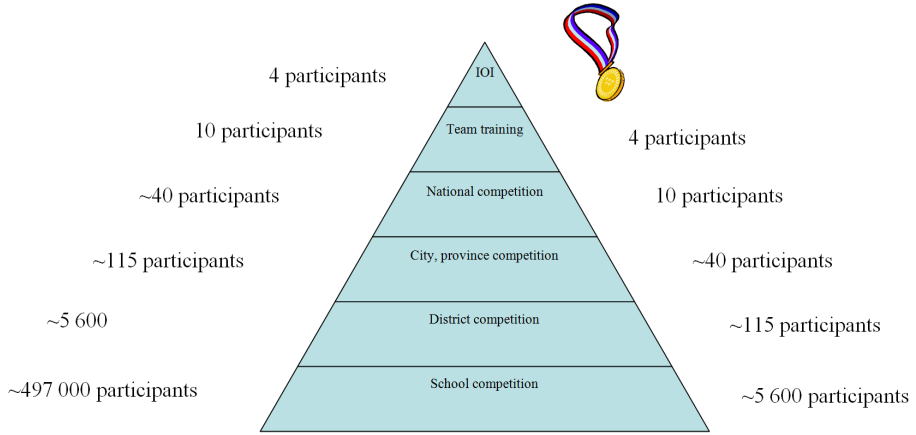 IOI
4 participants
10 participants
Team training
4 participants
~40 participants
National competition
10 participants
~115 participants
City, province competition
~40 participants
~5 600
District competition
~115 participants
~497 000 participants
School competition
~5 600 participants